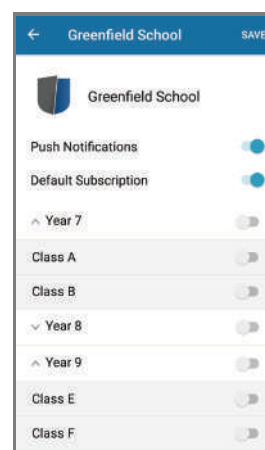 Greenfield School SAVE
Greenfield School
Push Notifications
Default Subscription
Year 7
Class A
Class B
Year 8
Year 9
Class E
Class F